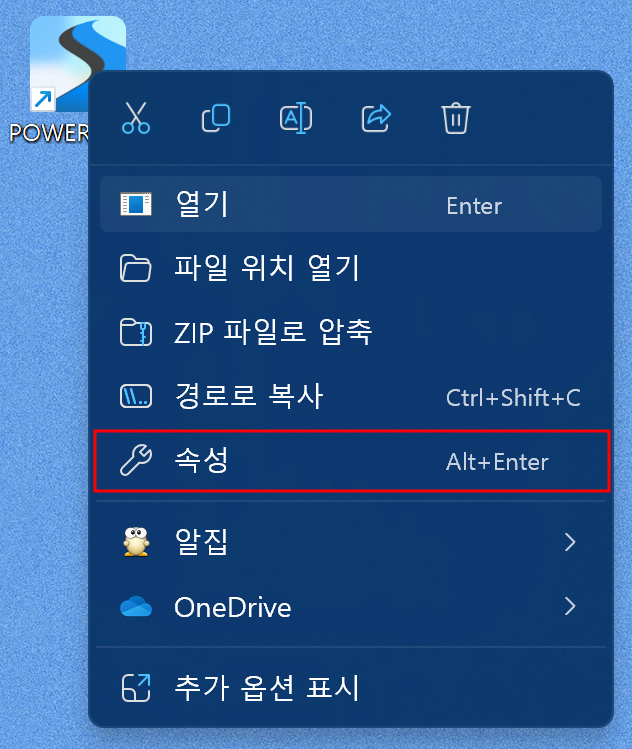 POWER
열기 Enter
파일 위치 열기
ZIP 파일로 압축
경로로 복사 Ctrl+Shift+C
속성 Alt+Enter
알집
OneDrive
추가 옵션 표시